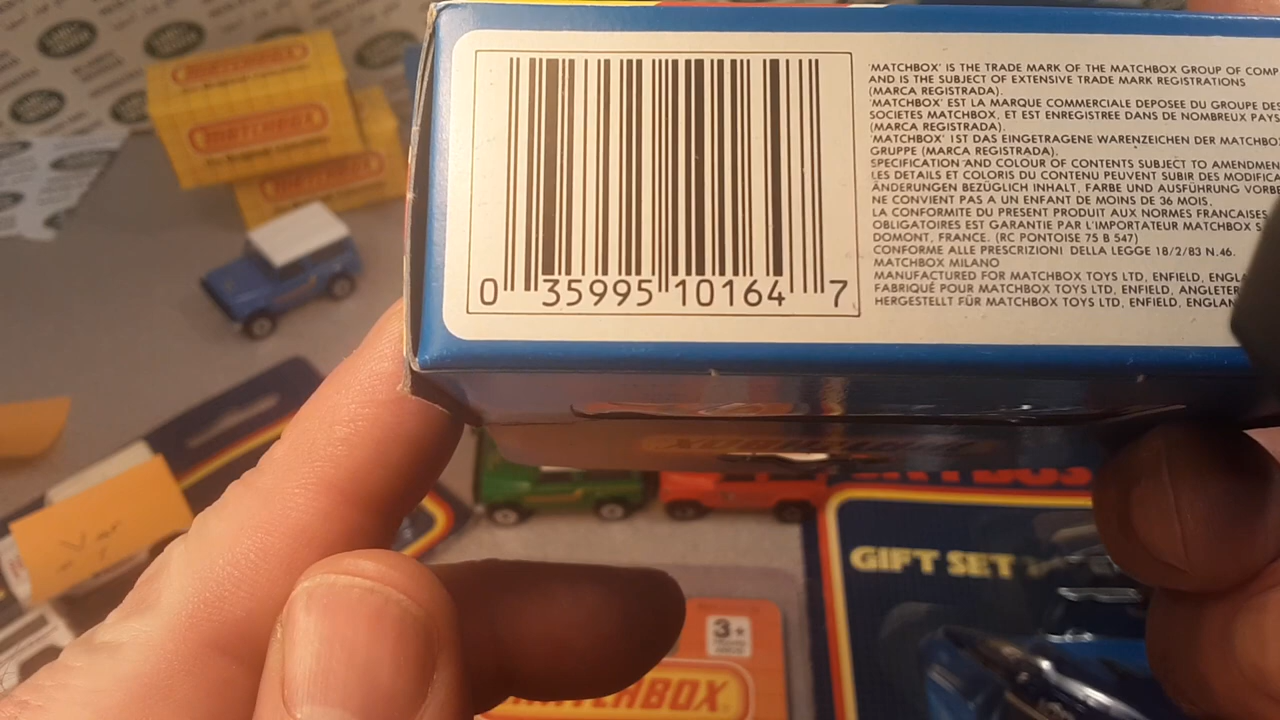 MATCHBOX
MATCHBOX
MATCHBOX
0 35995 10164 7
'MATCHBOX' IS THE TRADE MARK OF THE MATCHBOX GROUP OF COMP
AND IS THE SUBJECT OF EXTENSIVE TRADE MARK REGISTRATIONS
(MARCA REGISTRADA).
'MATCHBOX' EST LA MARQUE COMMERCIALE DEPOSEE DU GROUPE DES
SOCIETES MATCHBOX, ET EST ENREGISTREE DANS DE NOMBREUX PAYS
(MARCA REGISTRADA).
'MATCHBOX' IST DAS EINGETRAGENE WARENZEICHEN DER MATCHBO
GRUPPE (MARCA REGISTRADA).
SPECIFICATION AND COLOUR OF CONTENTS SUBJECT TO AMENDMEN
LES DETAILS ET COLORIS DU CONTENU PEUVENT SUBIR DES MODIFICA
ÄNDERUNGEN BEZÜGLICH INHALT, FARBE UND AUSFÜHRUNG VORBE
NE CONVIENT PAS A UN ENFANT DE MOINS DE 36 MOIS.
LA CONFORMITE DU PRESENT PRODUIT AUX NORMES FRANCAISES
OBLIGATOIRES EST GARANTIE PAR L'IMPORTATEUR MATCHBOX S
DOMONT, FRANCE. (RC PONTOISE 75 B 547)
CONFORME ALLE PRESCRIZIONI DELLA LEGGE 18/2/83 N.46.
MATCHBOX MILANO
MANUFACTURED FOR MATCHBOX TOYS LTD, ENFIELD, ENGLA
FABRIQUÉ POUR MATCHBOX TOYS LTD, ENFIELD, ANGLETER
HERGESTELLT FÜR MATCHBOX TOYS LTD, ENFIELD, ENGLAN
GIFT SET
3+
MATCHBOX